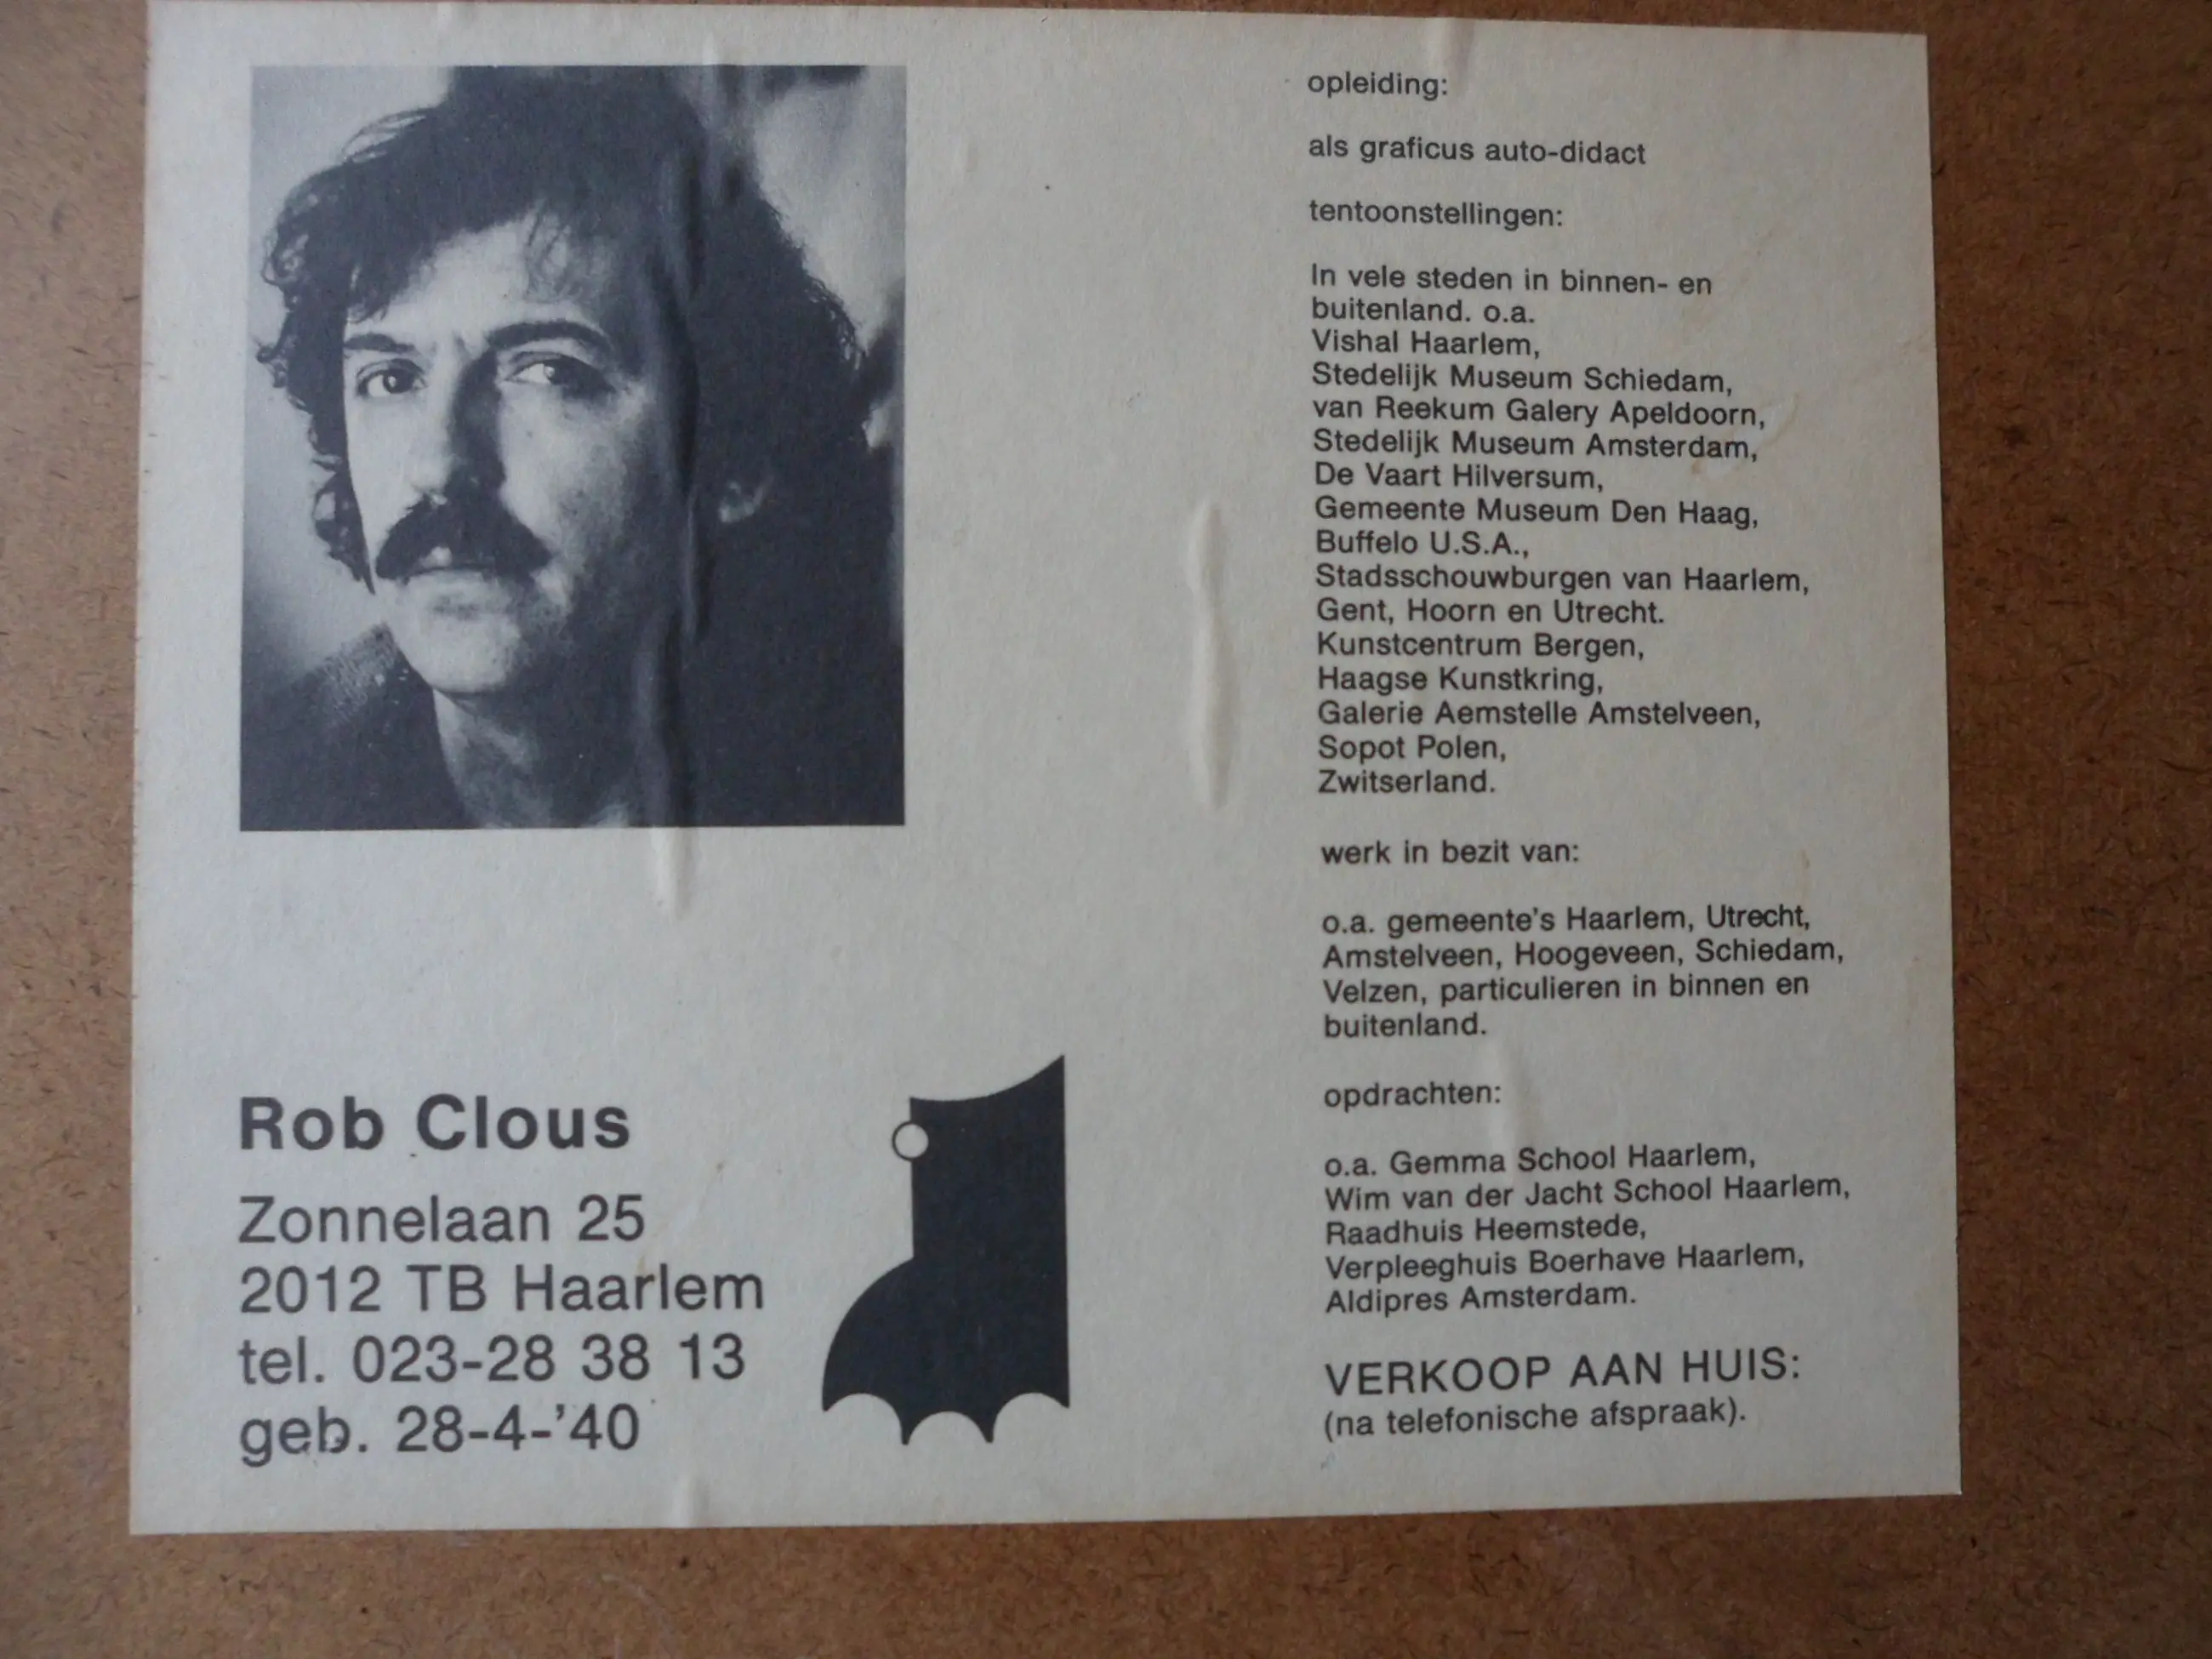 Rob Clous
Zonnelaan 25
2012 TB Haarlem
tel. 023-28 38 13
geb. 28-4-'40
opleiding:
als graficus auto-didact
tentoonstellingen:
In vele steden in binnen- en
buitenland. o.a.
Vishal Haarlem,
Stedelijk Museum Schiedam,
van Reekum Galery Apeldoorn,
Stedelijk Museum Amsterdam,
De Vaart Hilversum,
Gemeente Museum Den Haag,
Buffelo U.S.A.,
Stadsschouwburgen van Haarlem,
Gent, Hoorn en Utrecht.
Kunstcentrum Bergen,
Haagse Kunstkring,
Galerie Aemstelle Amstelveen,
Sopot Polen,
Zwitserland.
werk in bezit van:
o.a. gemeente's Haarlem, Utrecht,
Amstelveen, Hoogeveen, Schiedam,
Velzen, particulieren in binnen en
buitenland.
opdrachten:
o.a. Gemma School Haarlem,
Wim van der Jacht School Haarlem,
Raadhuis Heemstede,
Verpleeghuis Boerhave Haarlem,
Aldipres Amsterdam.
VERKOOP AAN HUIS:
(na telefonische afspraak).